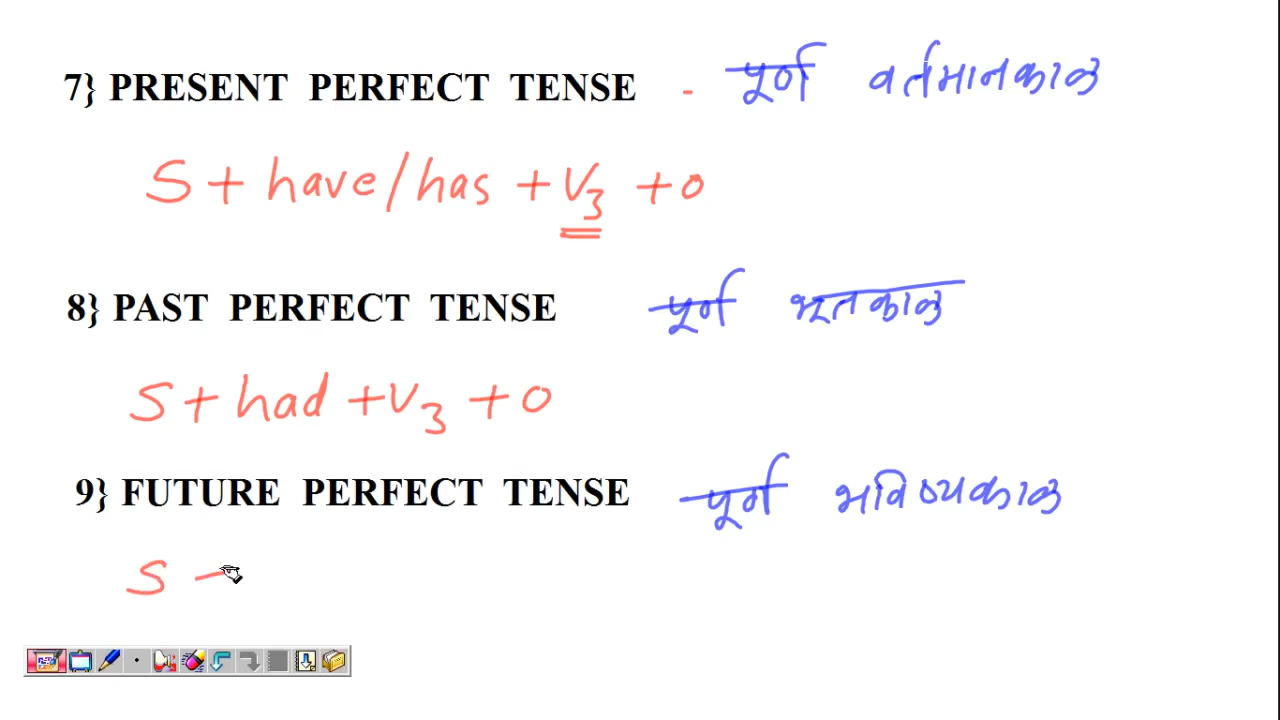 7} PRESENT PERFECT TENSE - पूर्ण वर्तमानकाळ
S + have/has + V3 + o
8} PAST PERFECT TENSE पूर्ण भूतकाळ
S + had + V3 + o
9} FUTURE PERFECT TENSE पूर्ण भविष्यकाळ
S -